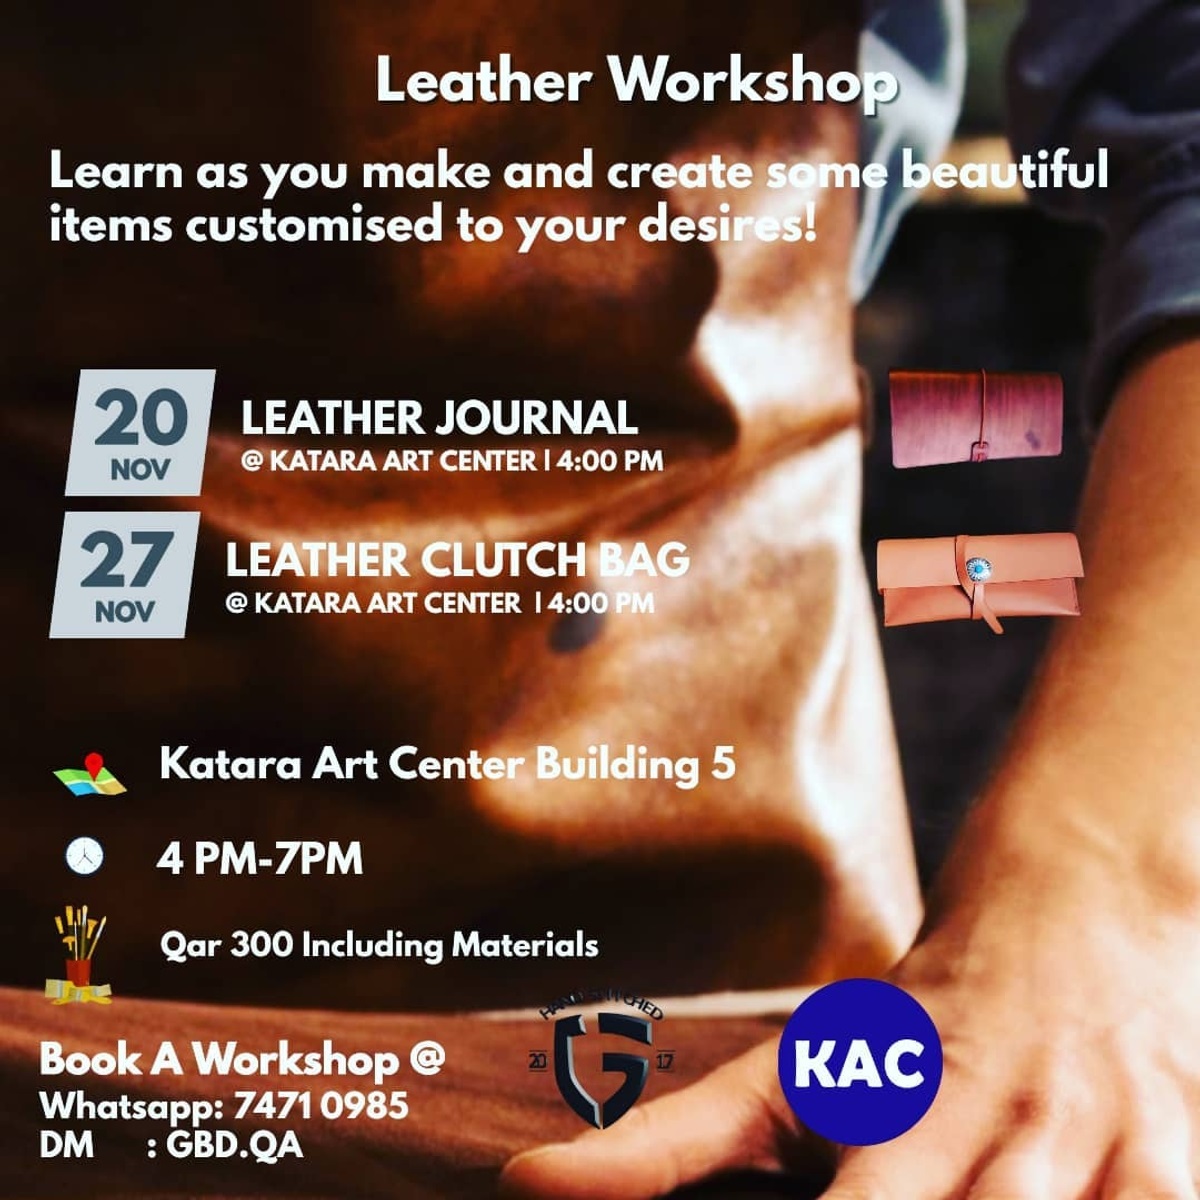 Leather Workshop
Learn as you make and create some beautiful
items customised to your desires!
20
NOV
LEATHER JOURNAL
@ KATARA ART CENTER | 4:00 PM
27
NOV
LEATHER CLUTCH BAG
@ KATARA ART CENTER | 4:00 PM
Katara Art Center Building 5
4 PM-7PM
Qar 300 Including Materials
Book A Workshop @
Whatsapp: 7471 0985
DM : GBD.QA
HAND STITCHED
20 G 17
KAC